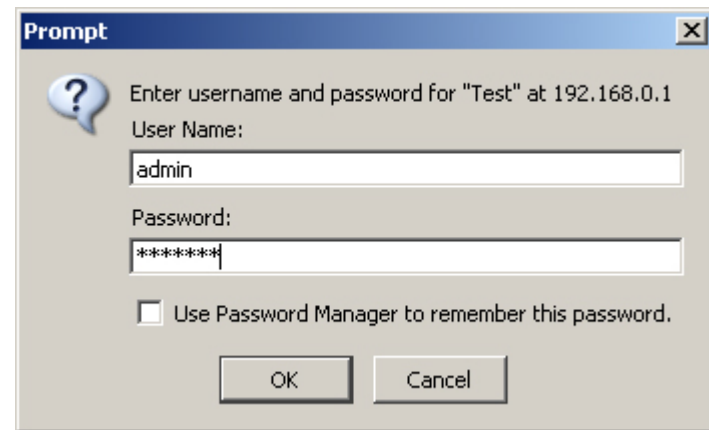 Prompt
Enter username and password for "Test" at 192.168.0.1
User Name:
admin
Password:
*******
Use Password Manager to remember this password.
OK
Cancel